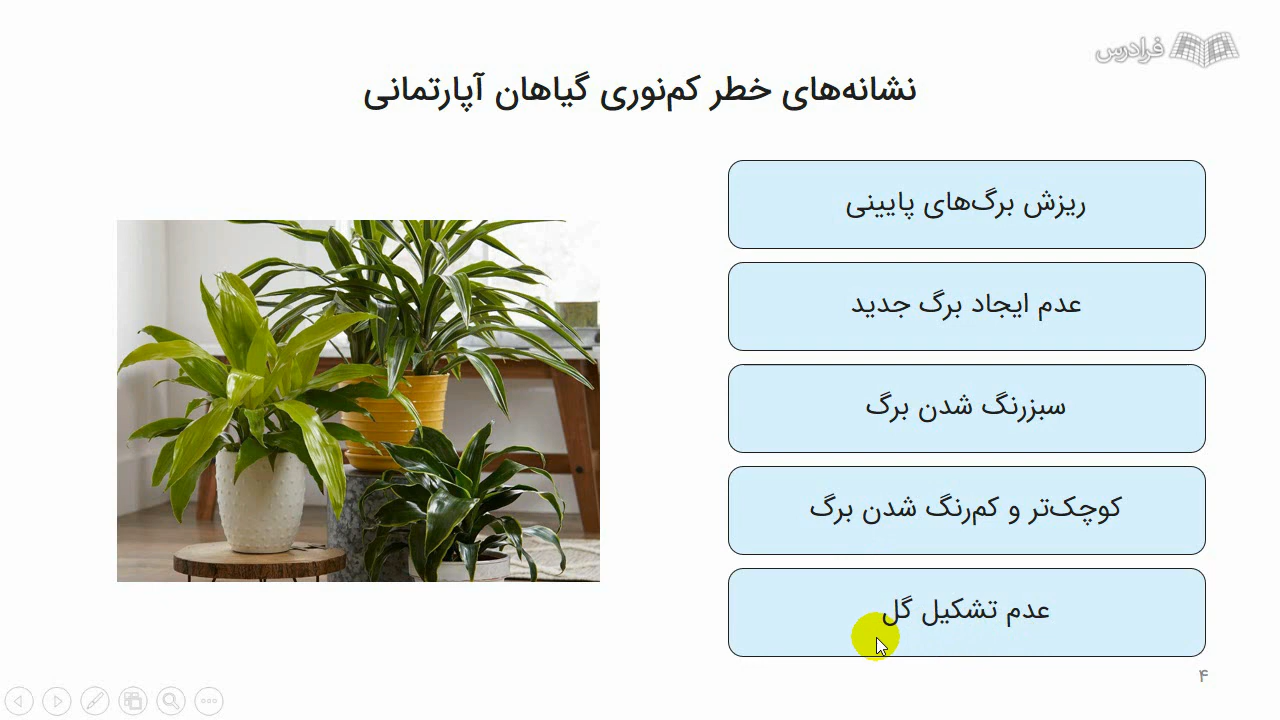 فرادرس
نشانه‌های خطر کم‌نوری گیاهان آپارتمانی
ریزش برگ‌های پایینی
عدم ایجاد برگ جدید
سبزرنگ شدن برگ
کوچک‌تر و کم‌رنگ شدن برگ
عدم تشکیل گل
۴